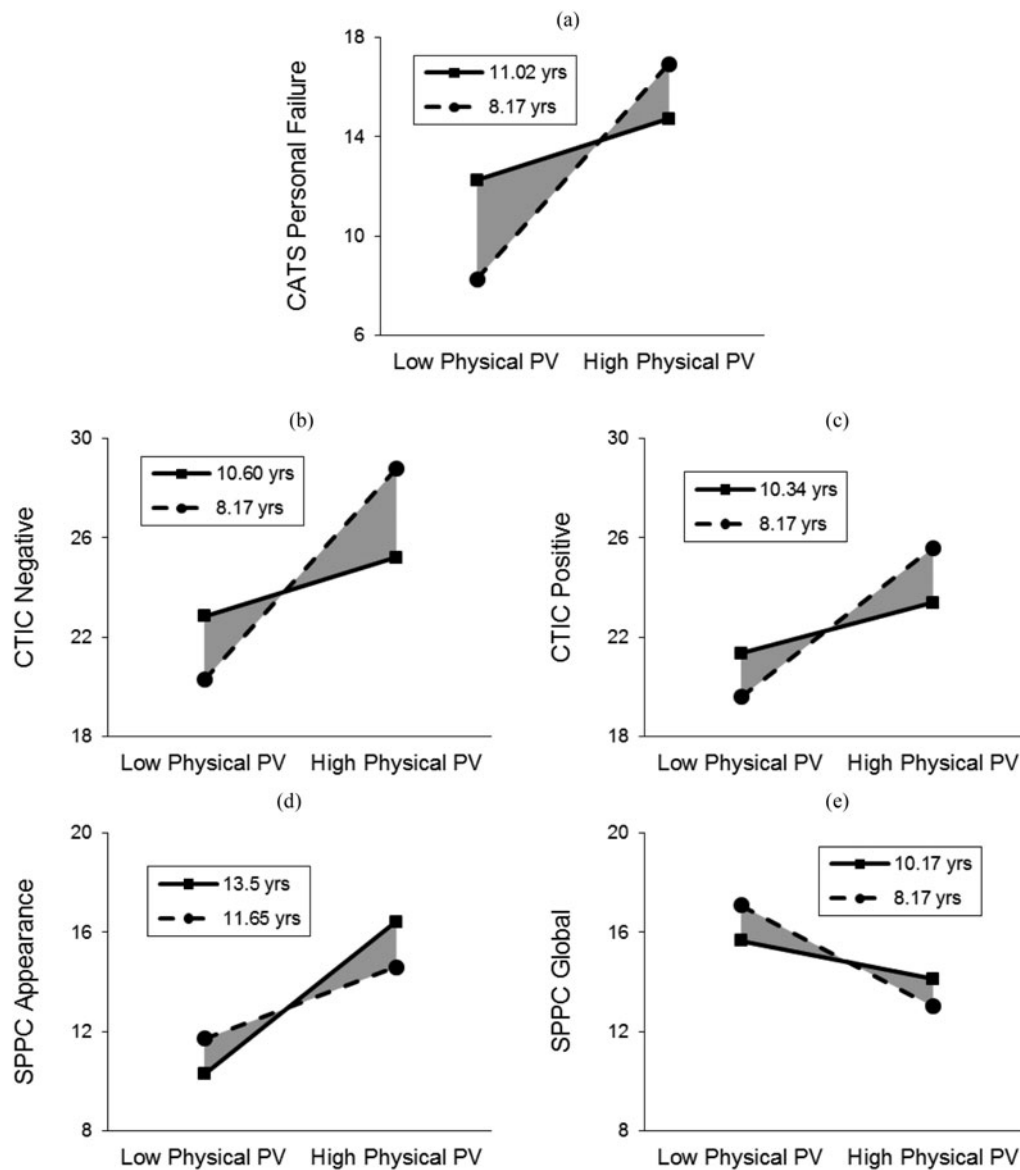 (a)
CATS Personal Failure
18
14
10
6
11.02 yrs
8.17 yrs
Low Physical PV
High Physical PV
(b)
CTIC Negative
30
26
22
18
10.60 yrs
8.17 yrs
Low Physical PV
High Physical PV
(c)
CTIC Positive
30
26
22
18
10.34 yrs
8.17 yrs
Low Physical PV
High Physical PV
(d)
SPPC Appearance
20
16
12
8
13.5 yrs
11.65 yrs
Low Physical PV
High Physical PV
(e)
SPPC Global
20
16
12
8
10.17 yrs
8.17 yrs
Low Physical PV
High Physical PV